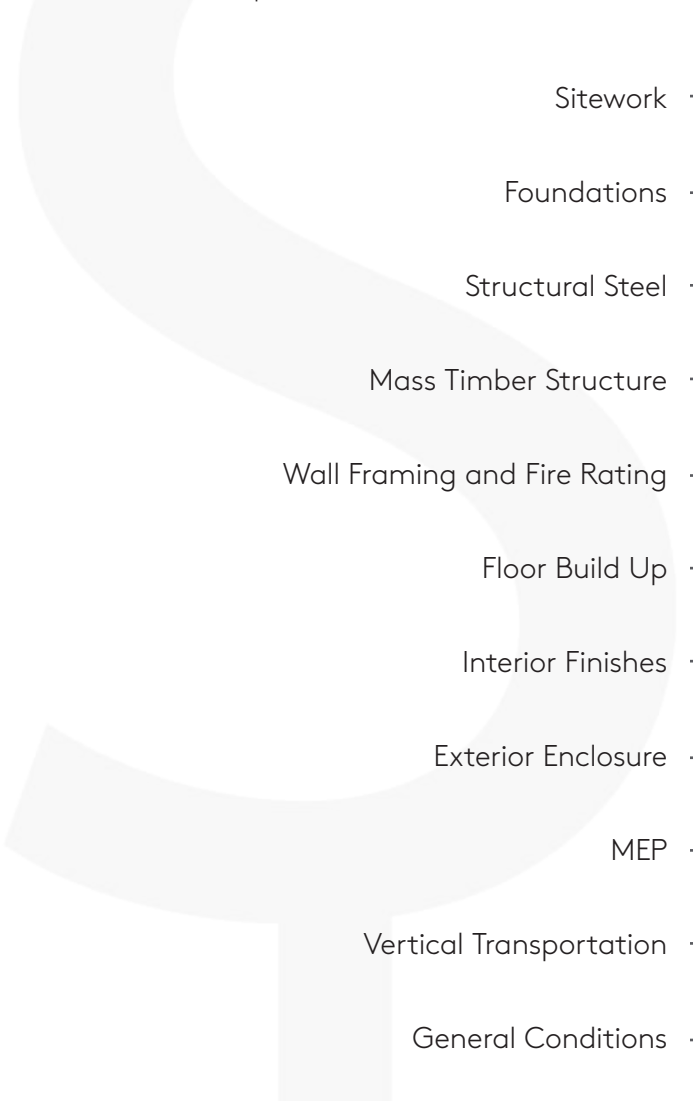 Sitework
Foundations
Structural Steel
Mass Timber Structure
Wall Framing and Fire Rating
Floor Build Up
Interior Finishes
Exterior Enclosure
MEP
Vertical Transportation
General Conditions